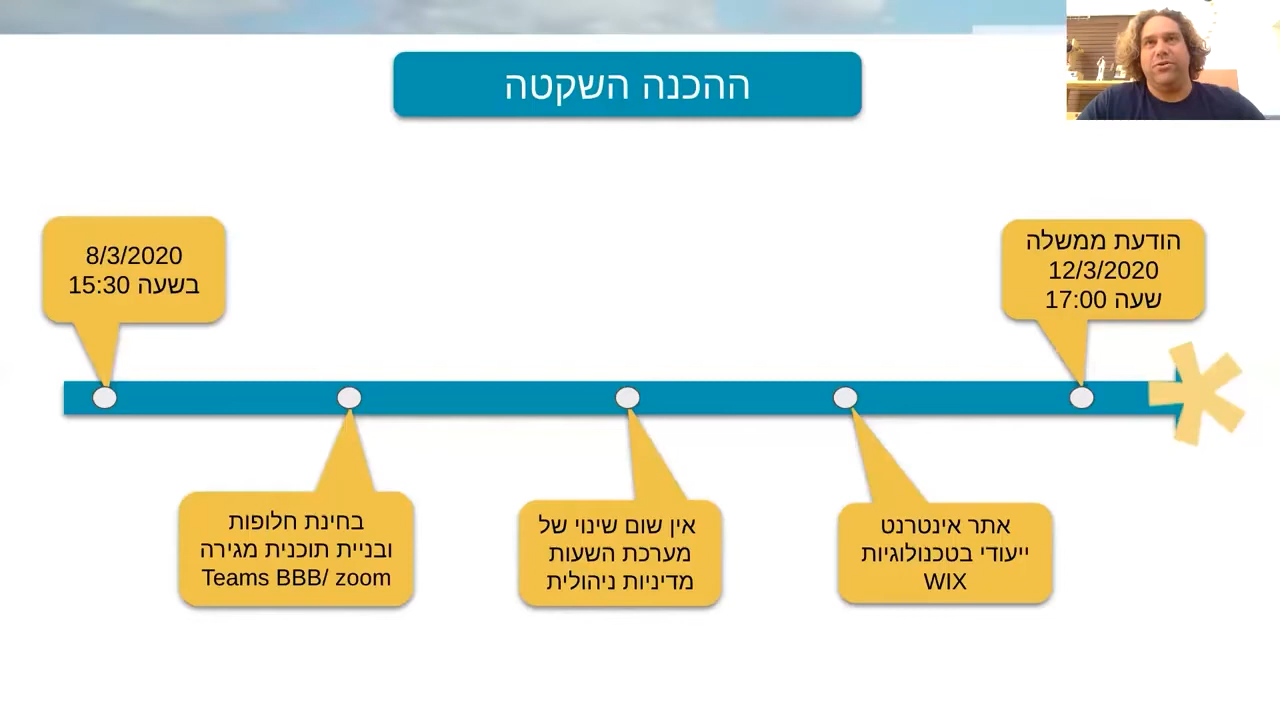 ההכנה השקטה
8/3/2020
בשעה 15:30
הודעת ממשלה
12/3/2020
שעה 17:00
בחינת חלופות
ובניית תוכנית מגירה
Teams BBB/ zoom
אין שום שינוי של
מערכת השעות
מדיניות ניהולית
אתר אינטרנט
ייעודי בטכנולוגיות
WIX